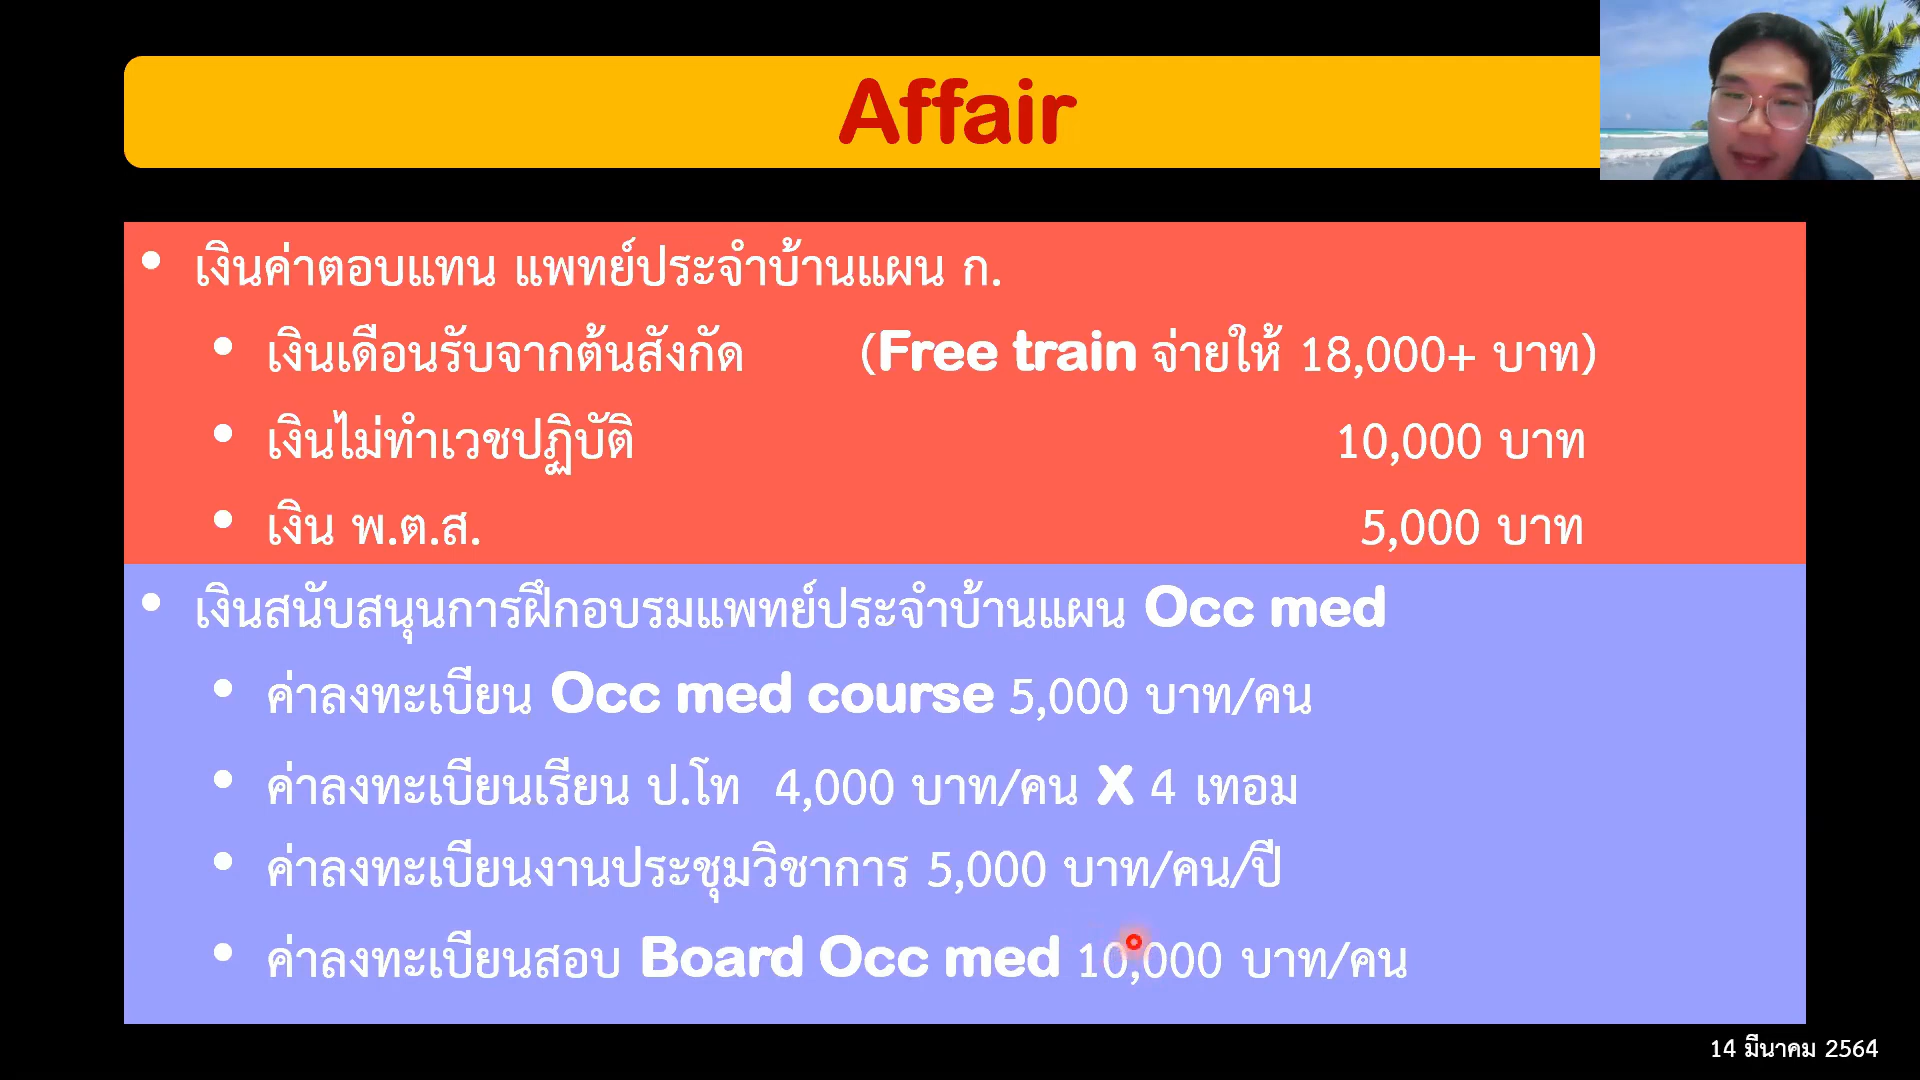 Affair
• เงินค่าตอบแทน แพทย์ประจำบ้านแผน ก.
• เงินเดือนรับจากต้นสังกัด (Free train จ่ายให้ 18,000+ บาท)
• เงินไม่ทำเวชปฏิบัติ 10,000 บาท
• เงิน พ.ต.ส. 5,000 บาท
• เงินสนับสนุนการฝึกอบรมแพทย์ประจำบ้านแผน Occ med
• ค่าลงทะเบียน Occ med course 5,000 บาท/คน
• ค่าลงทะเบียนเรียน ป.โท 4,000 บาท/คน X 4 เทอม
• ค่าลงทะเบียนงานประชุมวิชาการ 5,000 บาท/คน/ปี
• ค่าลงทะเบียนสอบ Board Occ med 10,000 บาท/คน
14 มีนาคม 2564